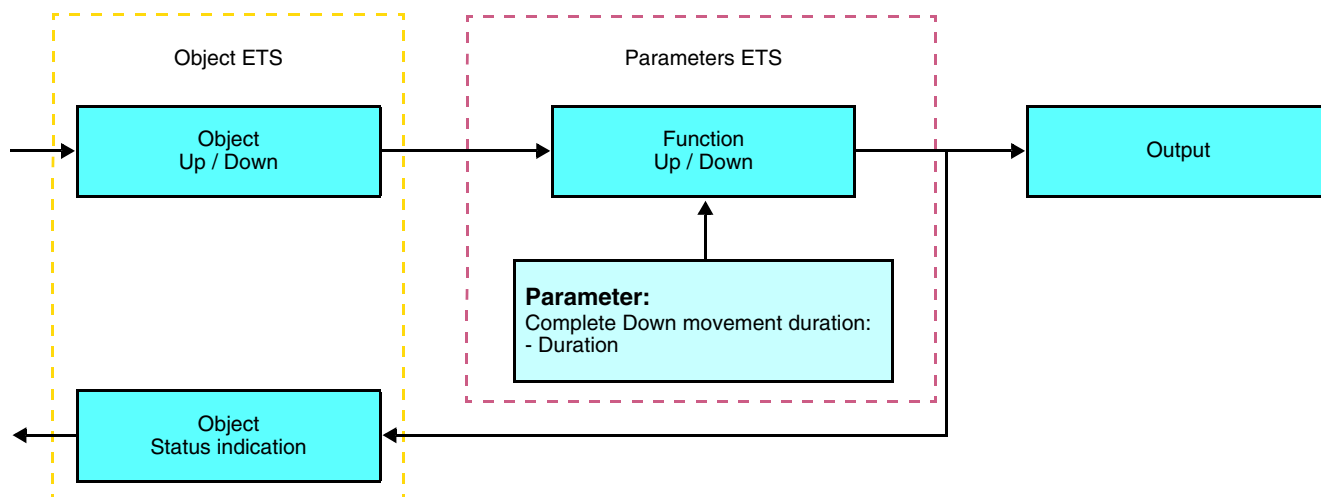 Object ETS
Parameters ETS
Object
Up / Down
Function
Up / Down
Output
Parameter:
Complete Down movement duration:
- Duration
Object
Status indication